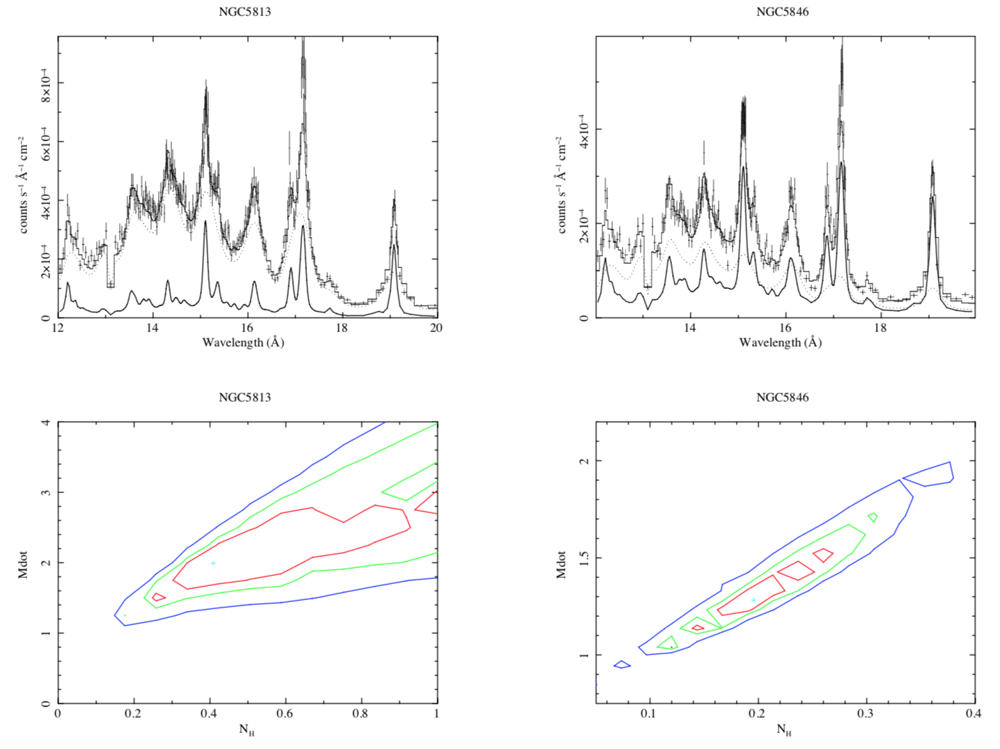 NGC5813
NGC5846
counts s⁻¹ Å⁻¹ cm⁻²
0
2×10⁻⁴
4×10⁻⁴
6×10⁻⁴
8×10⁻⁴
12
14
16
18
20
Wavelength (Å)
counts s⁻¹ Å⁻¹ cm⁻²
0
2×10⁻⁴
4×10⁻⁴
14
16
18
Wavelength (Å)
NGC5813
NGC5846
Mdot
0
1
2
3
4
0
0.2
0.4
0.6
0.8
1
N_H
Mdot
1
1.5
2
0.1
0.2
0.3
0.4
N_H